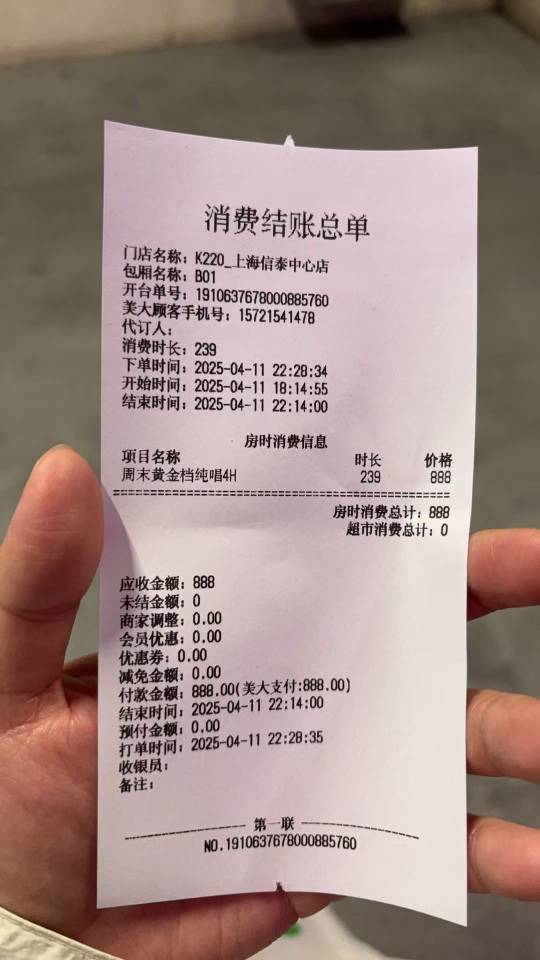 消费结账总单
门店名称：K220_上海信泰中心店
包厢名称：B01
开台单号：1910637678000885760
美大顾客手机号：15721541478
代订人：
消费时长：239
下单时间：2025-04-11 22:28:34
开始时间：2025-04-11 18:14:55
结束时间：2025-04-11 22:14:00
房时消费信息
项目名称 时长 价格
周末黄金档纯唱4H 239 888
房时消费总计：888
超市消费总计：0
应收金额：888
未结金额：0
商家调整：0.00
会员优惠：0.00
优惠券：0.00
减免金额：0.00
付款金额：888.00(美大支付:888.00)
结束时间：2025-04-11 22:14:00
预付金额：0.00
打单时间：2025-04-11 22:28:35
收银员：
备注：
第一联
NO.1910637678000885760